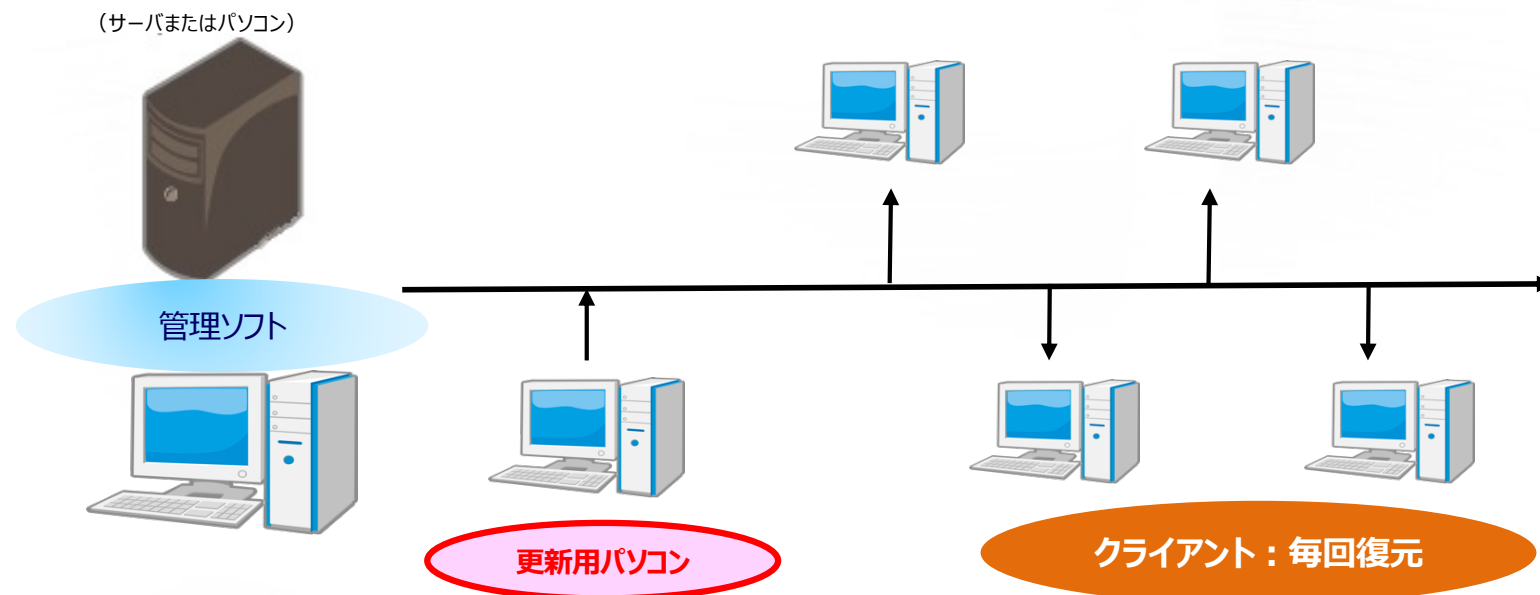 （サーバまたはパソコン）
管理ソフト
更新用パソコン
クライアント：毎回復元